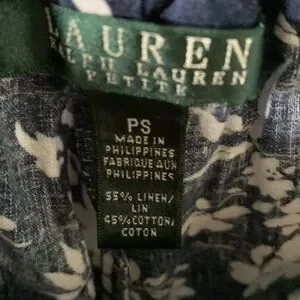 LAUREN
RALPH LAUREN
PETITE
PS
MADE IN
PHILIPPINES
FABRIQUE AUX
PHILIPPINES
55% LINEN/
LIN
45% COTTON/
COTON